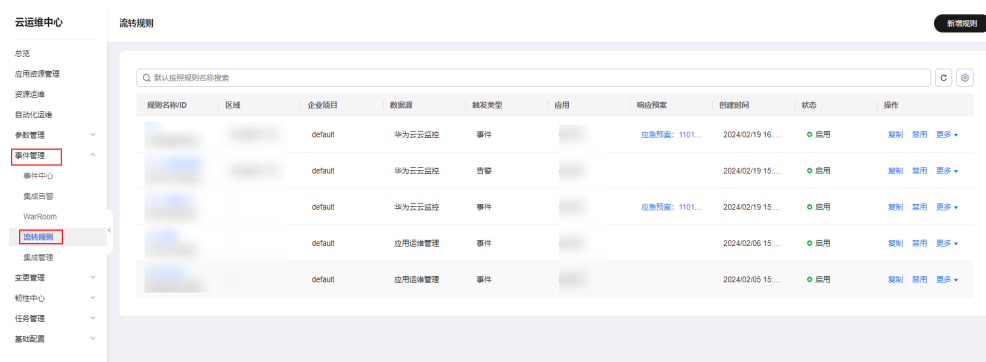 云运维中心
流转规则
新增规则
总览
应用资源管理
资源运维
自动化运维
参数管理
事件管理
事件中心
集成告警
WarRoom
流转规则
集成管理
变更管理
韧性中心
任务管理
基础配置
默认按照规则名称搜索
规则名称/ID 区域 企业项目 数据源 触发类型 应用 响应预案 创建时间 状态 操作
default 华为云云监控 事件 应急预案：1101... 2024/02/19 16:... 启用 复制 禁用 更多
default 华为云云监控 告警 2024/02/19 15:... 启用 复制 禁用 更多
default 华为云云监控 事件 应急预案：1101... 2024/02/19 15:... 启用 复制 禁用 更多
default 应用运维管理 事件 2024/02/06 15:... 启用 复制 禁用 更多
default 应用运维管理 事件 2024/02/05 15:... 启用 复制 禁用 更多